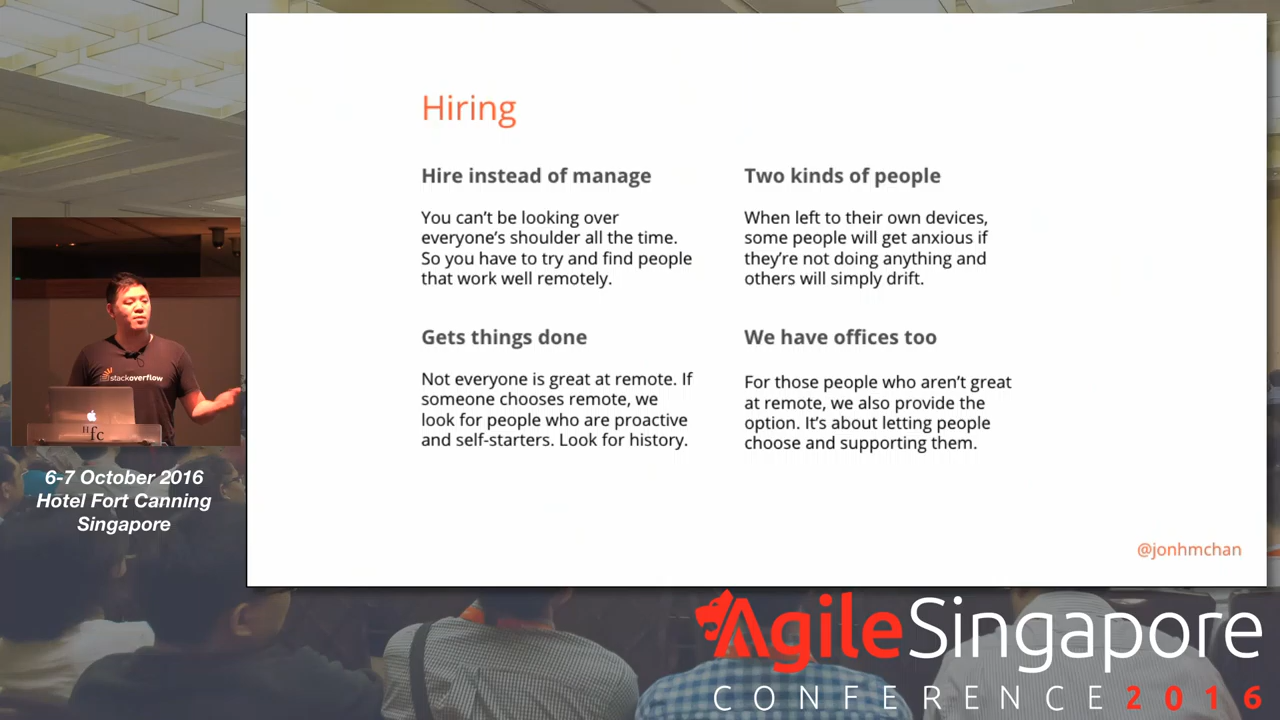 Hiring
Hire instead of manage
You can't be looking over
everyone's shoulder all the time.
So you have to try and find people
that work well remotely.
Two kinds of people
When left to their own devices,
some people will get anxious if
they're not doing anything and
others will simply drift.
Gets things done
Not everyone is great at remote. If
someone chooses remote, we
look for people who are proactive
and self-starters. Look for history.
We have offices too
For those people who aren't great
at remote, we also provide the
option. It's about letting people
choose and supporting them.
@jonhmchan
stackoverflow
fc
6-7 October 2016
Hotel Fort Canning
Singapore
AgileSingapore
CONFERENCE 2016